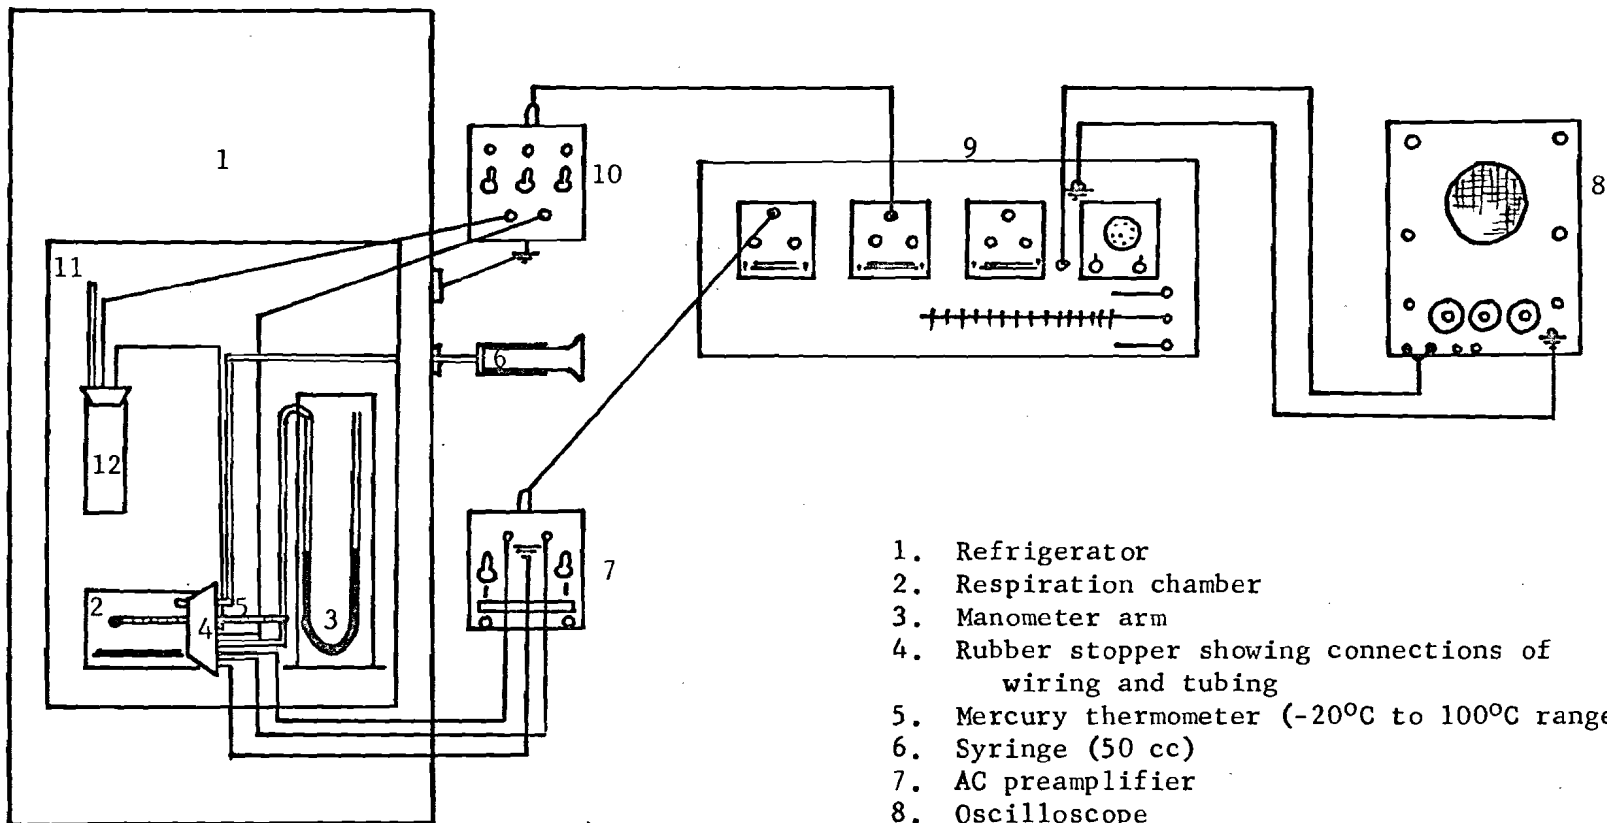 1
2
3
4
5
6
7
8
9
10
11
12
1. Refrigerator
2. Respiration chamber
3. Manometer arm
4. Rubber stopper showing connections of
wiring and tubing
5. Mercury thermometer (-20°C to 100°C range
6. Syringe (50 cc)
7. AC preamplifier
8. Oscilloscope